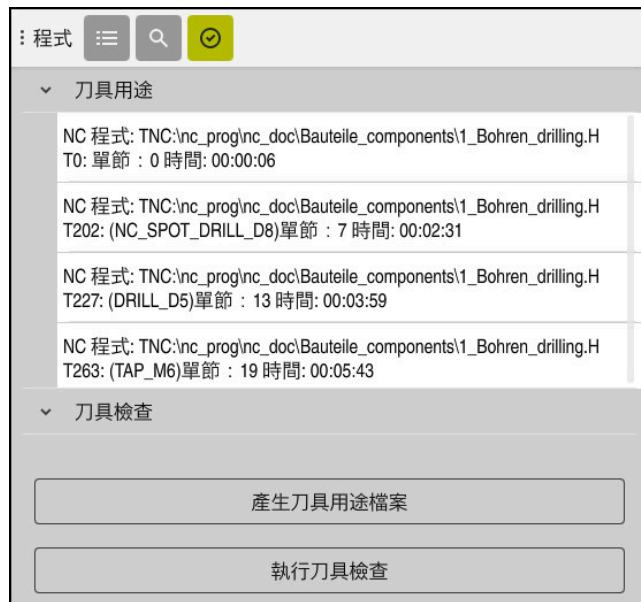 程式
刀具用途
NC 程式: TNC:\nc_prog\nc_doc\Bauteile_components\1_Bohren_drilling.H
T0: 單節：0 時間: 00:00:06
NC 程式: TNC:\nc_prog\nc_doc\Bauteile_components\1_Bohren_drilling.H
T202: (NC_SPOT_DRILL_D8)單節：7 時間: 00:02:31
NC 程式: TNC:\nc_prog\nc_doc\Bauteile_components\1_Bohren_drilling.H
T227: (DRILL_D5)單節：13 時間: 00:03:59
NC 程式: TNC:\nc_prog\nc_doc\Bauteile_components\1_Bohren_drilling.H
T263: (TAP_M6)單節：19 時間: 00:05:43
刀具檢查
產生刀具用途檔案
執行刀具檢查